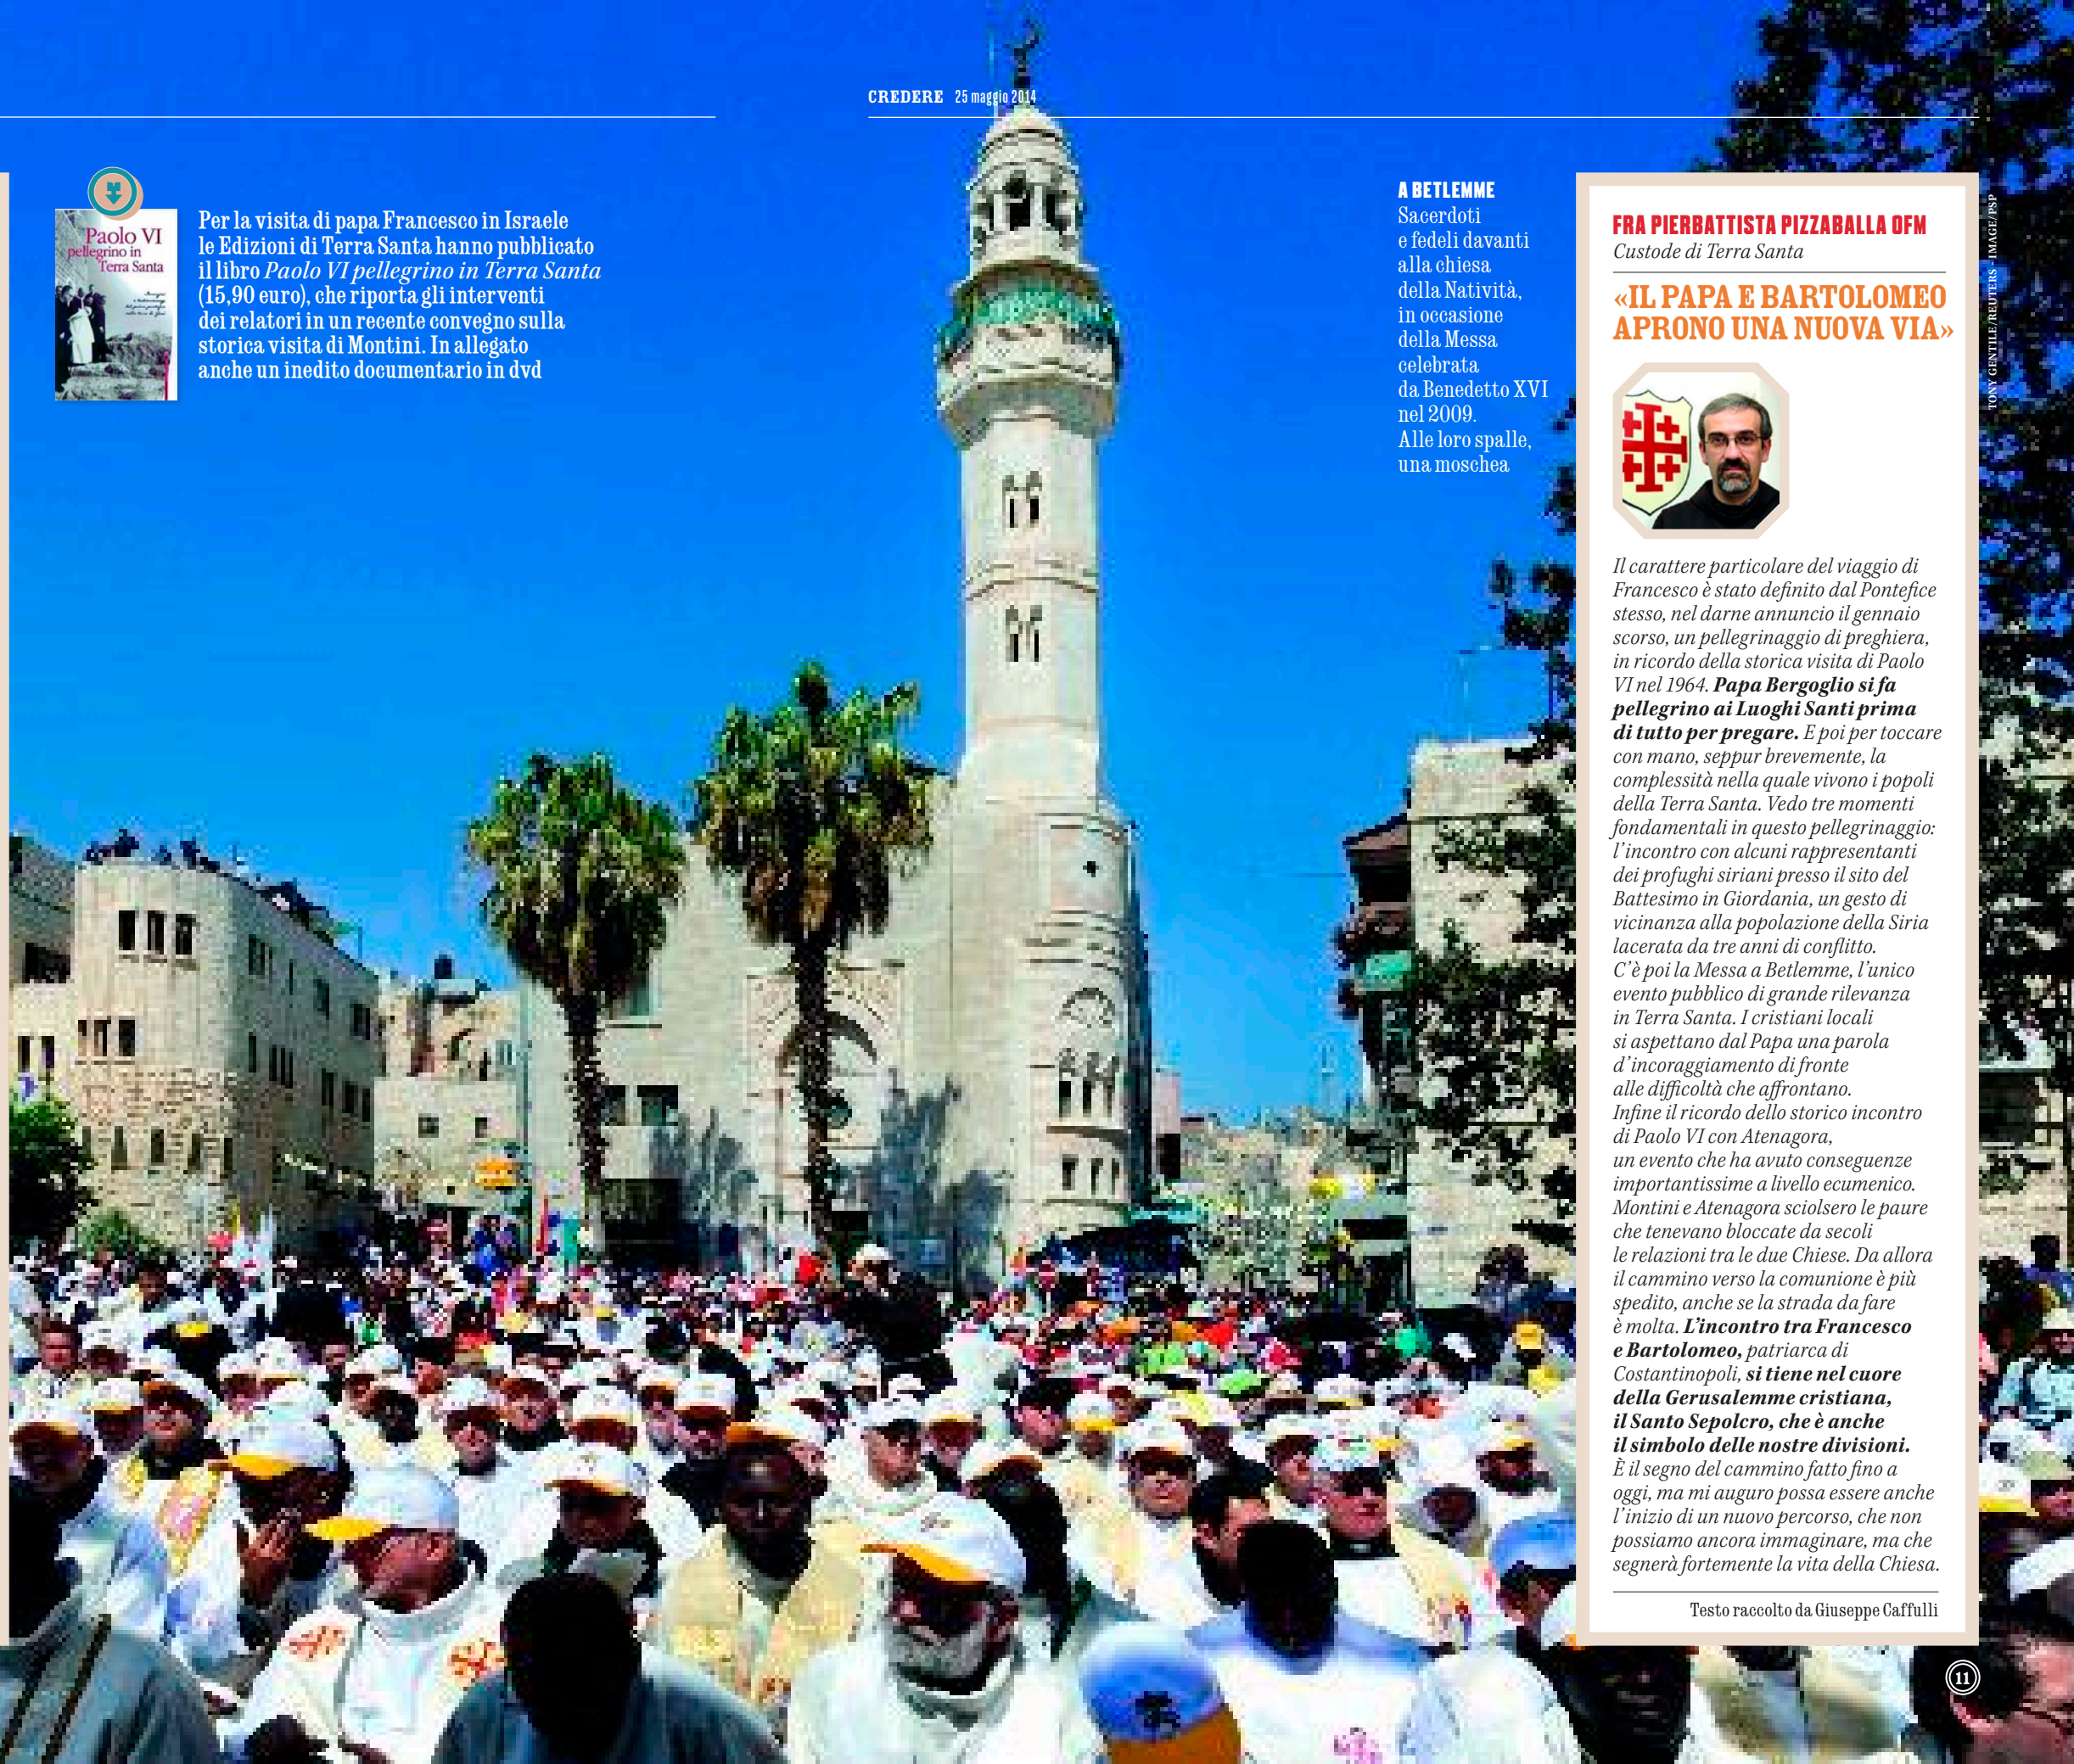 CREDERE 25 maggio 2014
Paolo VI
pellegrino in
Terra Santa
Per la visita di papa Francesco in Israele
le Edizioni di Terra Santa hanno pubblicato
il libro Paolo VI pellegrino in Terra Santa
(15,90 euro), che riporta gli interventi
dei relatori in un recente convegno sulla
storica visita di Montini. In allegato
anche un inedito documentario in dvd
A BETLEMME
Sacerdoti
e fedeli davanti
alla chiesa
della Natività,
in occasione
della Messa
celebrata
da Benedetto XVI
nel 2009.
Alle loro spalle,
una moschea
FRA PIERBATTISTA PIZZABALLA OFM
Custode di Terra Santa
«IL PAPA E BARTOLOMEO
APRONO UNA NUOVA VIA»
Il carattere particolare del viaggio di
Francesco è stato definito dal Pontefice
stesso, nel darne annuncio il gennaio
scorso, un pellegrinaggio di preghiera,
in ricordo della storica visita di Paolo
VI nel 1964. Papa Bergoglio si fa
pellegrino ai Luoghi Santi prima
di tutto per pregare. E poi per toccare
con mano, seppur brevemente, la
complessità nella quale vivono i popoli
della Terra Santa. Vedo tre momenti
fondamentali in questo pellegrinaggio:
l'incontro con alcuni rappresentanti
dei profughi siriani presso il sito del
Battesimo in Giordania, un gesto di
vicinanza alla popolazione della Siria
lacerata da tre anni di conflitto.
C'è poi la Messa a Betlemme, l'unico
evento pubblico di grande rilevanza
in Terra Santa. I cristiani locali
si aspettano dal Papa una parola
d'incoraggiamento di fronte
alle difficoltà che affrontano.
Infine il ricordo dello storico incontro
di Paolo VI con Atenagora,
un evento che ha avuto conseguenze
importantissime a livello ecumenico.
Montini e Atenagora sciolsero le paure
che tenevano bloccate da secoli
le relazioni tra le due Chiese. Da allora
il cammino verso la comunione è più
spedito, anche se la strada da fare
è molta. L'incontro tra Francesco
e Bartolomeo, patriarca di
Costantinopoli, si tiene nel cuore
della Gerusalemme cristiana,
il Santo Sepolcro, che è anche
il simbolo delle nostre divisioni.
È il segno del cammino fatto fino a
oggi, ma mi auguro possa essere anche
l'inizio di un nuovo percorso, che non
possiamo ancora immaginare, ma che
segnerà fortemente la vita della Chiesa.
Testo raccolto da Giuseppe Caffulli
TONY GENTILE/REUTERS - IMAGE/PSP
11